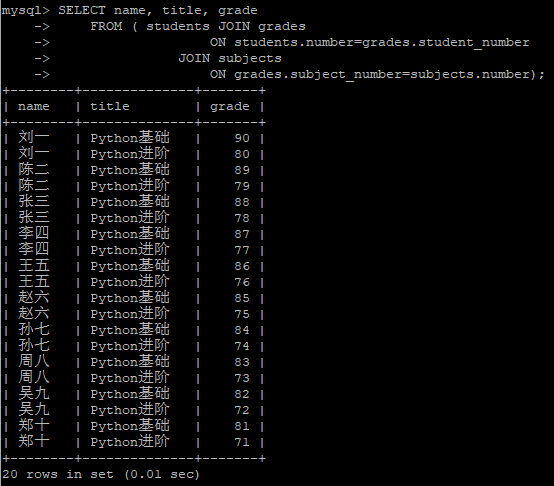 mysql> SELECT name, title, grade
    ->     FROM ( students JOIN grades
    ->                    ON students.number=grades.student_number
    ->                JOIN subjects
    ->                    ON grades.subject_number=subjects.number);
+--------+--------------+-------+
| name   | title        | grade |
+--------+--------------+-------+
| 刘一   | Python基础   |    90 |
| 刘一   | Python进阶   |    80 |
| 陈二   | Python基础   |    89 |
| 陈二   | Python进阶   |    79 |
| 张三   | Python基础   |    88 |
| 张三   | Python进阶   |    78 |
| 李四   | Python基础   |    87 |
| 李四   | Python进阶   |    77 |
| 王五   | Python基础   |    86 |
| 王五   | Python进阶   |    76 |
| 赵六   | Python基础   |    85 |
| 赵六   | Python进阶   |    75 |
| 孙七   | Python基础   |    84 |
| 孙七   | Python进阶   |    74 |
| 周八   | Python基础   |    83 |
| 周八   | Python进阶   |    73 |
| 吴九   | Python基础   |    82 |
| 吴九   | Python进阶   |    72 |
| 郑十   | Python基础   |    81 |
| 郑十   | Python进阶   |    71 |
+--------+--------------+-------+
20 rows in set (0.01 sec)